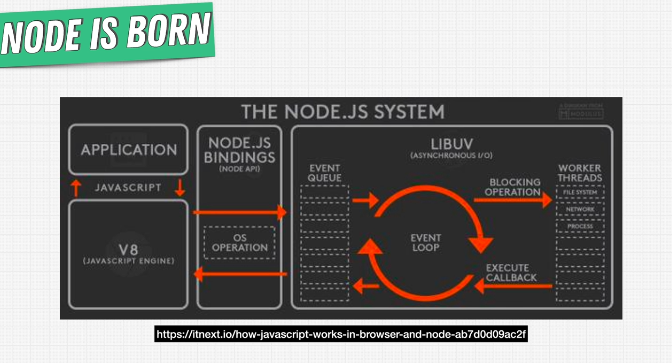 NODE IS BORN
THE NODE.JS SYSTEM
MODULUS
APPLICATION
JAVASCRIPT
V8
(JAVASCRIPT ENGINE)
NODE.JS
BINDINGS
(NODE API)
OS
OPERATION
LIBUV
(ASYNCHRONOUS I/O)
EVENT
QUEUE
EVENT
LOOP
BLOCKING
OPERATION
EXECUTE
CALLBACK
WORKER
THREADS
FILE SYSTEM
NETWORK
PROCESS
https://itnext.io/how-javascript-works-in-browser-and-node-ab7d0d09ac2f